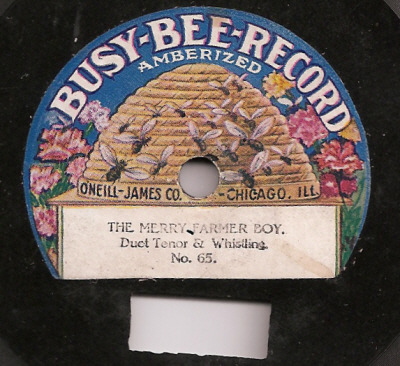 BUSY-BEE-RECORD
AMBERIZED
O'NEILL-JAMES CO. -CHICAGO. ILL.
THE MERRY FARMER BOY.
Duet Tenor & Whistling.
No. 65.